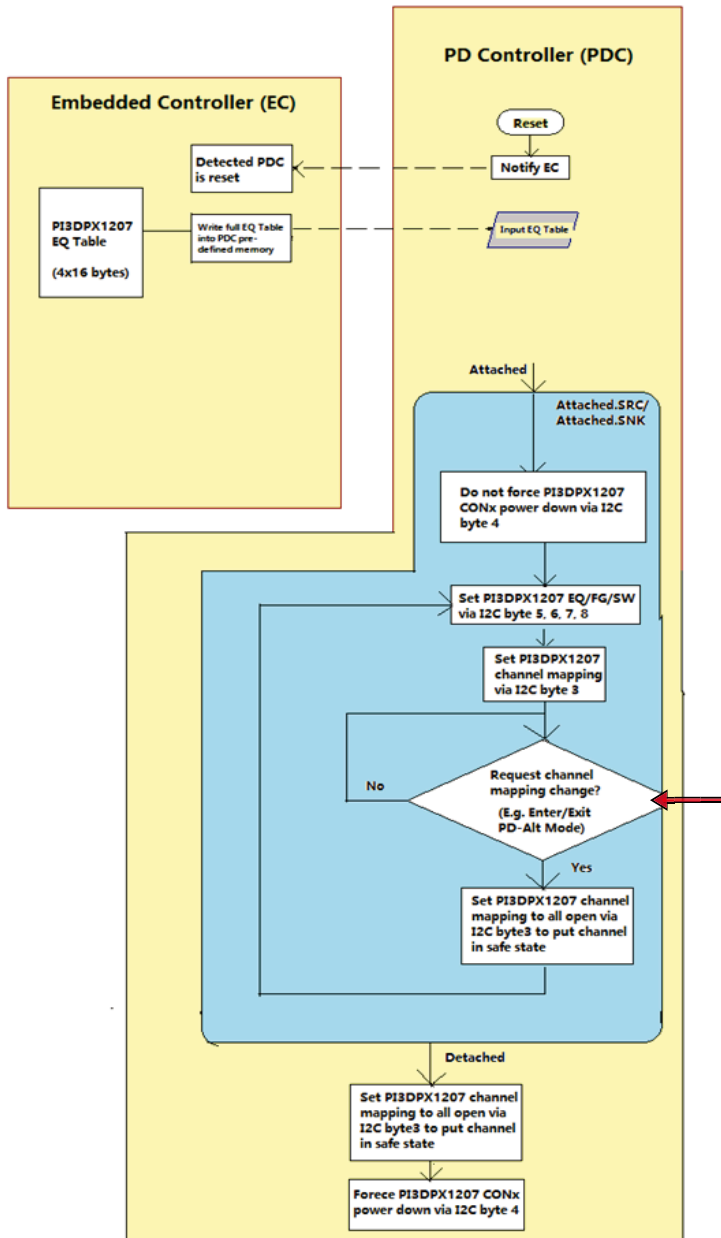 PD Controller (PDC)
Embedded Controller (EC)
Reset
Detected PDC
is reset
Notify EC
PI3DPX1207
EQ Table
(4x16 bytes)
Write full EQ Table
into PDC pre-
defined memory
Input EQ Table
Attached
Attached.SRC/
Attached.SNK
Do not force PI3DPX1207
CONx power down via I2C
byte 4
Set PI3DPX1207 EQ/FG/SW
via I2C byte 5, 6, 7, 8
Set PI3DPX1207
channel mapping
via I2C byte 3
Request channel
mapping change?
(E.g. Enter/Exit
PD-Alt Mode)
No
Yes
Set PI3DPX1207 channel
mapping to all open via
I2C byte3 to put channel
in safe state
Detached
Set PI3DPX1207 channel
mapping to all open via
I2C byte3 to put channel
in safe state
Forece PI3DPX1207 CONx
power down via I2C byte 4